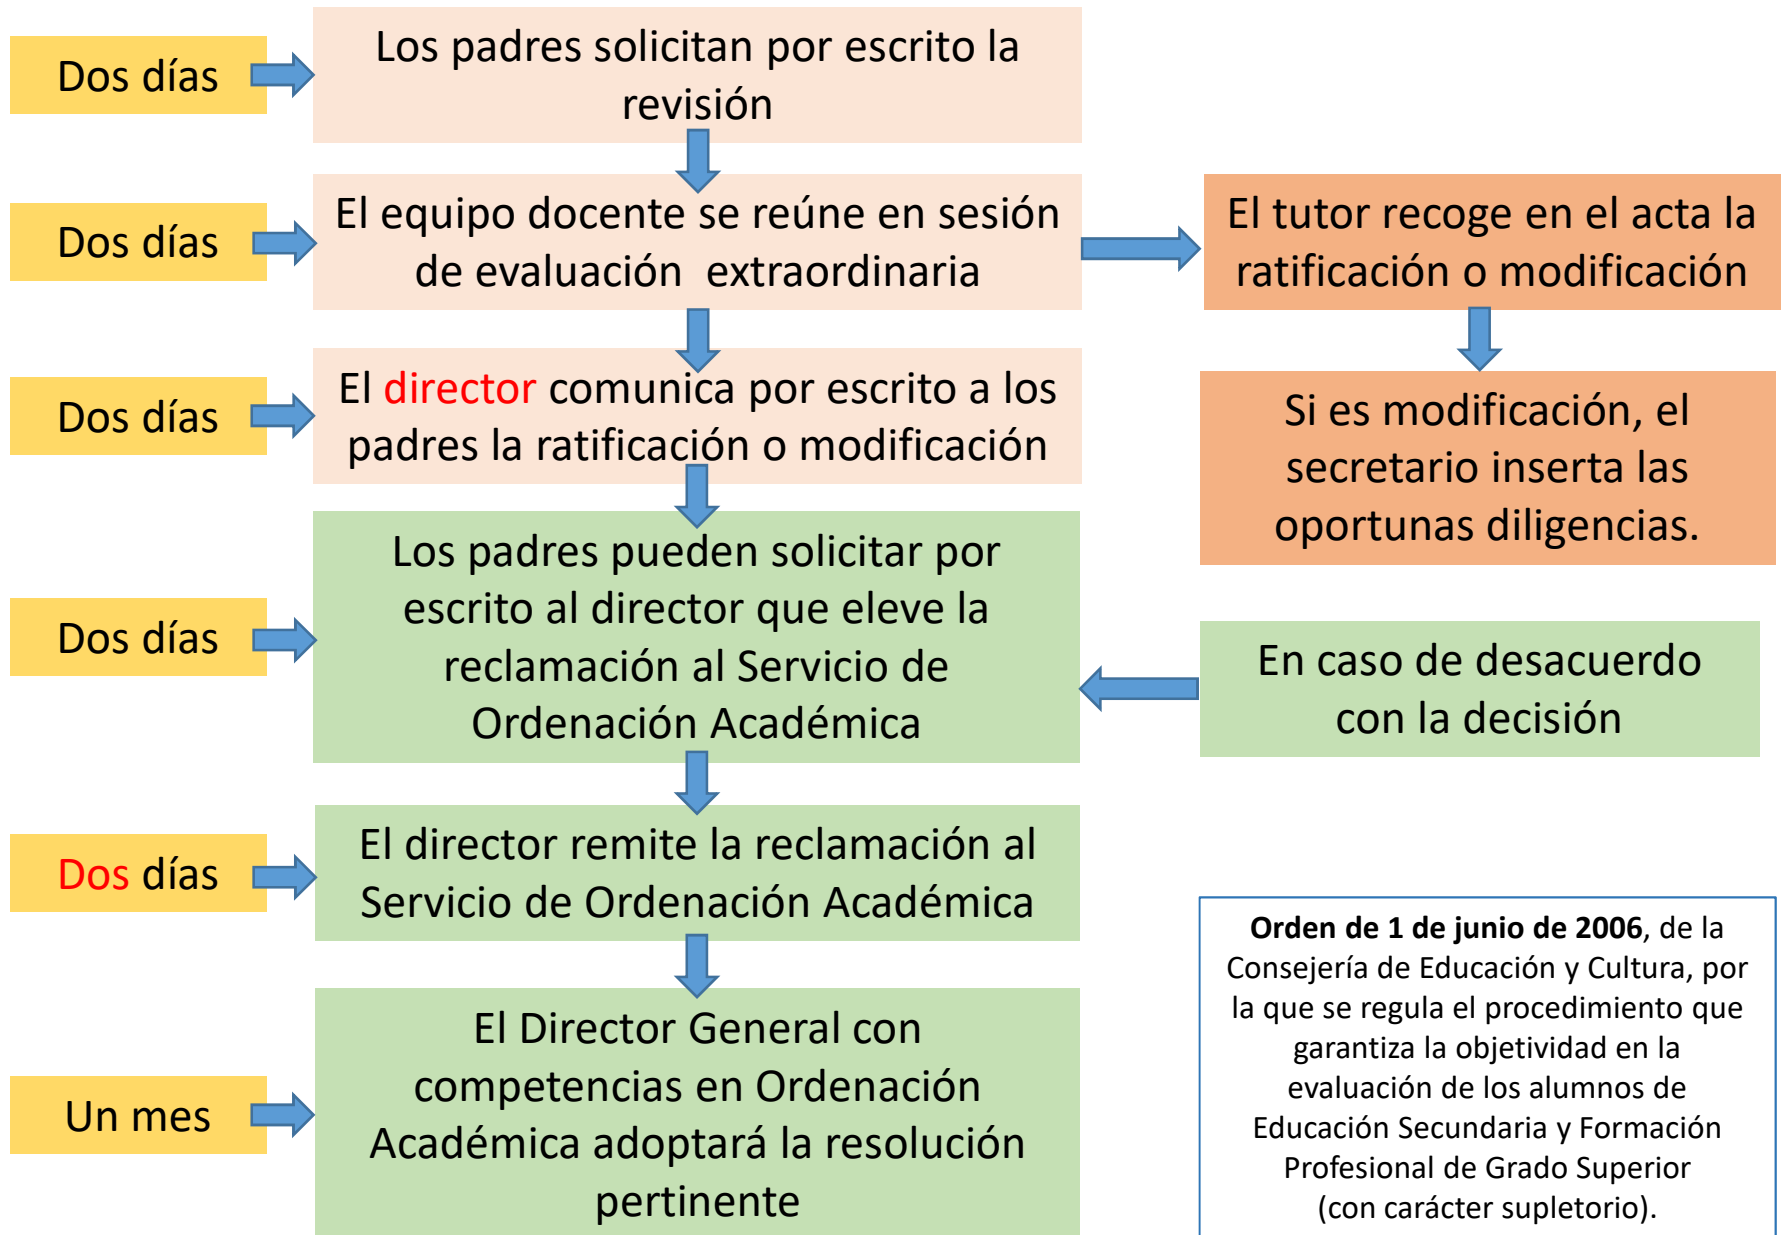 Dos días
Los padres solicitan por escrito la
revisión
Dos días
El equipo docente se reúne en sesión
de evaluación  extraordinaria
El tutor recoge en el acta la
ratificación o modificación
Dos días
El director comunica por escrito a los
padres la ratificación o modificación
Si es modificación, el
secretario inserta las
oportunas diligencias.
Dos días
Los padres pueden solicitar por
escrito al director que eleve la
reclamación al Servicio de
Ordenación Académica
En caso de desacuerdo
con la decisión
Dos días
El director remite la reclamación al
Servicio de Ordenación Académica
Un mes
El Director General con
competencias en Ordenación
Académica adoptará la resolución
pertinente
Orden de 1 de junio de 2006, de la
Consejería de Educación y Cultura, por
la que se regula el procedimiento que
garantiza la objetividad en la
evaluación de los alumnos de
Educación Secundaria y Formación
Profesional de Grado Superior
(con carácter supletorio).